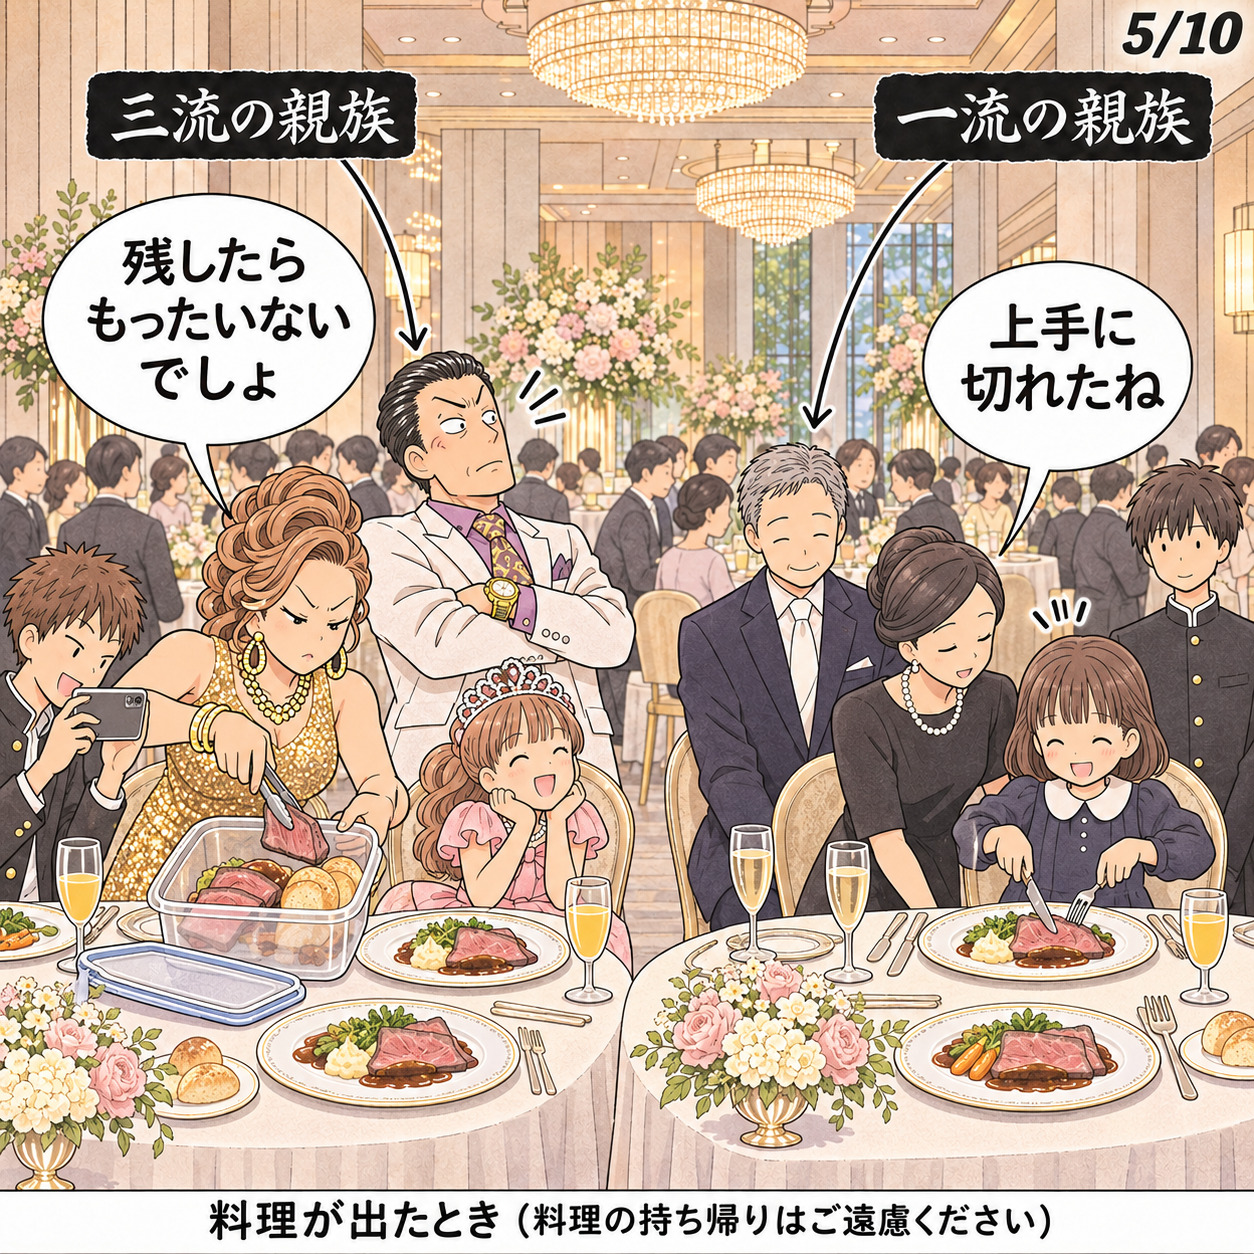 5/10
三流の親族
一流の親族
残したら
もったいない
でしょ
上手に
切れたね
料理が出たとき (料理の持ち帰りはご遠慮ください)